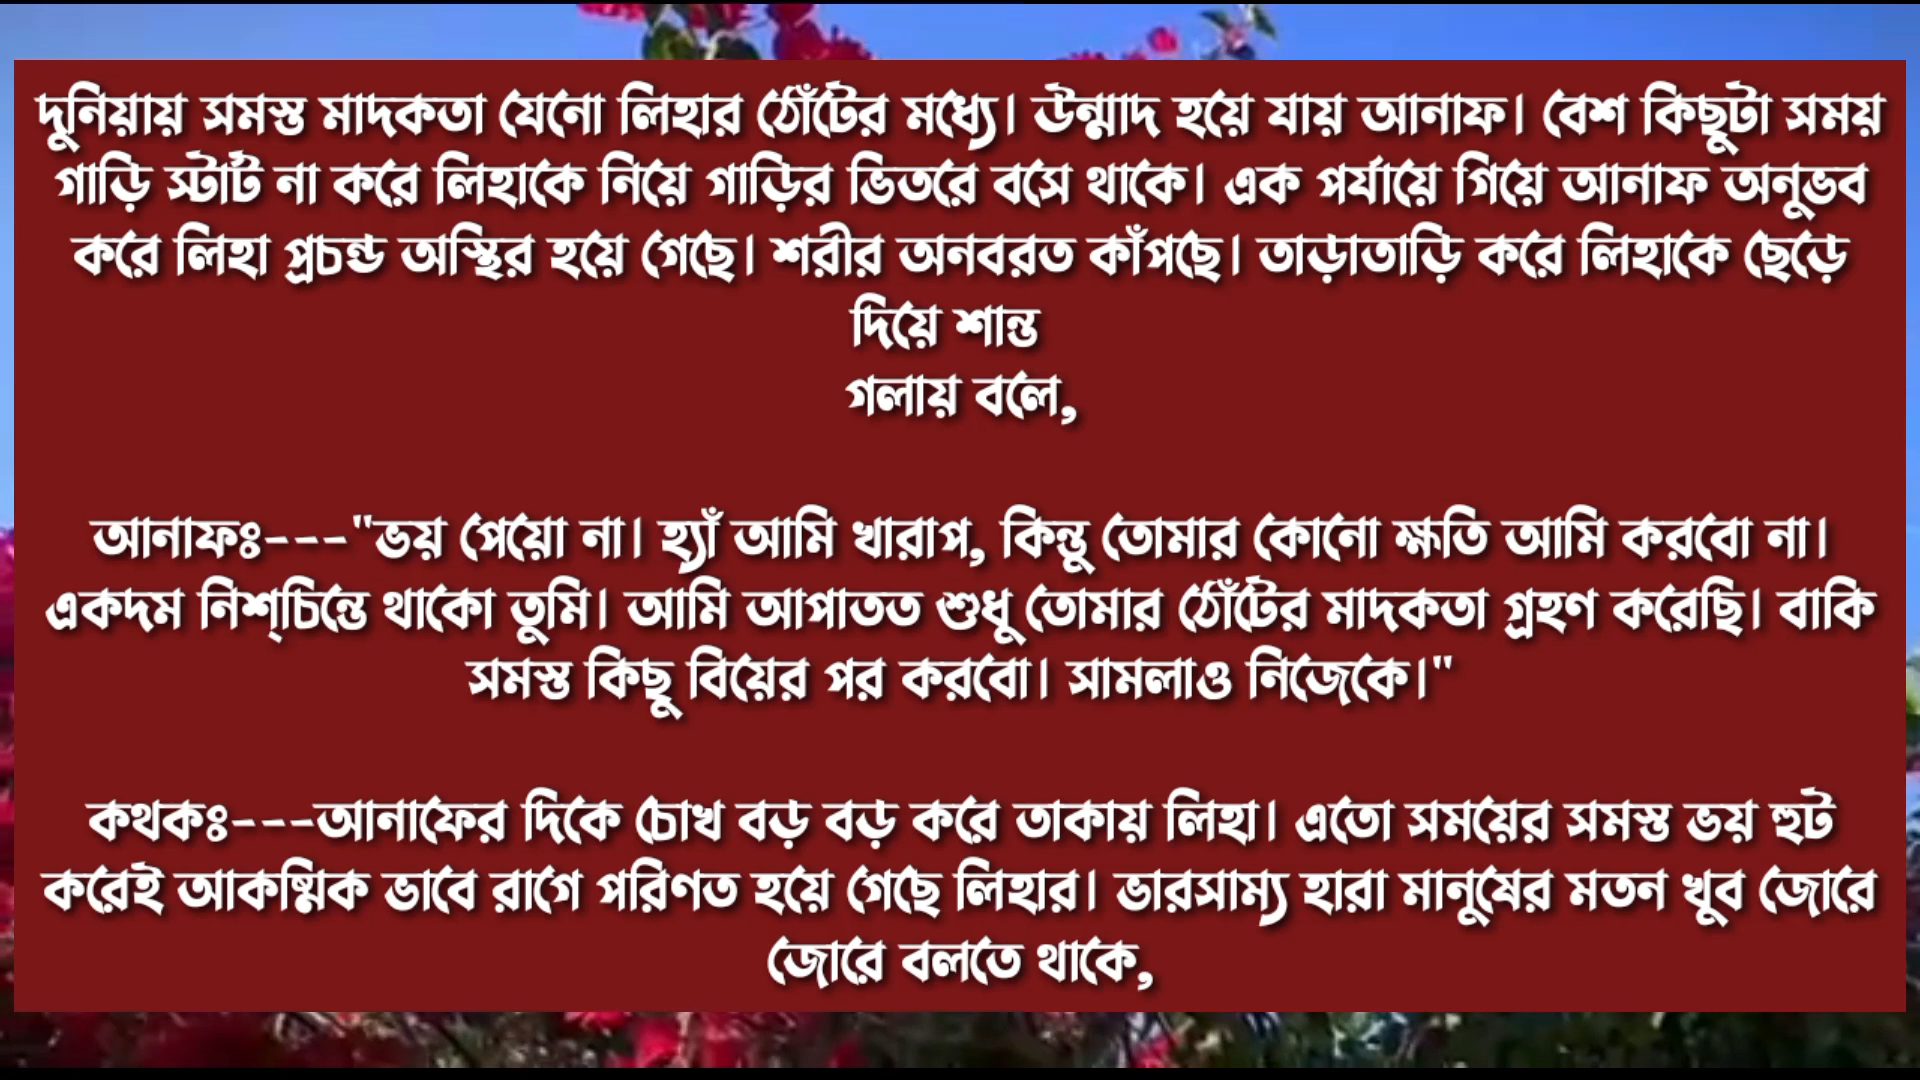 দুনিয়ায় সমস্ত মাদকতা যেনো লিহার ঠোঁটের মধ্যে। উন্মাদ হয়ে যায় আনাফ। বেশ কিছুটা সময়
গাড়ি স্টার্ট না করে লিহাকে নিয়ে গাড়ির ভিতরে বসে থাকে। এক পর্যায়ে গিয়ে আনাফ অনুভব
করে লিহা প্রচন্ড অস্থির হয়ে গেছে। শরীর অনবরত কাঁপছে। তাড়াতাড়ি করে লিহাকে ছেড়ে
দিয়ে শান্ত
গলায় বলে,
আনাফঃ---"ভয় পেয়ো না। হ্যাঁ আমি খারাপ, কিন্তু তোমার কোনো ক্ষতি আমি করবো না।
একদম নিশ্চিন্তে থাকো তুমি। আমি আপাতত শুধু তোমার ঠোঁটের মাদকতা গ্রহণ করেছি। বাকি
সমস্ত কিছু বিয়ের পর করবো। সামলাও নিজেকে।"
কথকঃ---আনাফের দিকে চোখ বড় বড় করে তাকায় লিহা। এতো সময়ের সমস্ত ভয় হুট
করেই আকষ্মিক ভাবে রাগে পরিণত হয়ে গেছে লিহার। ভারসাম্য হারা মানুষের মতন খুব জোরে
জোরে বলতে থাকে,